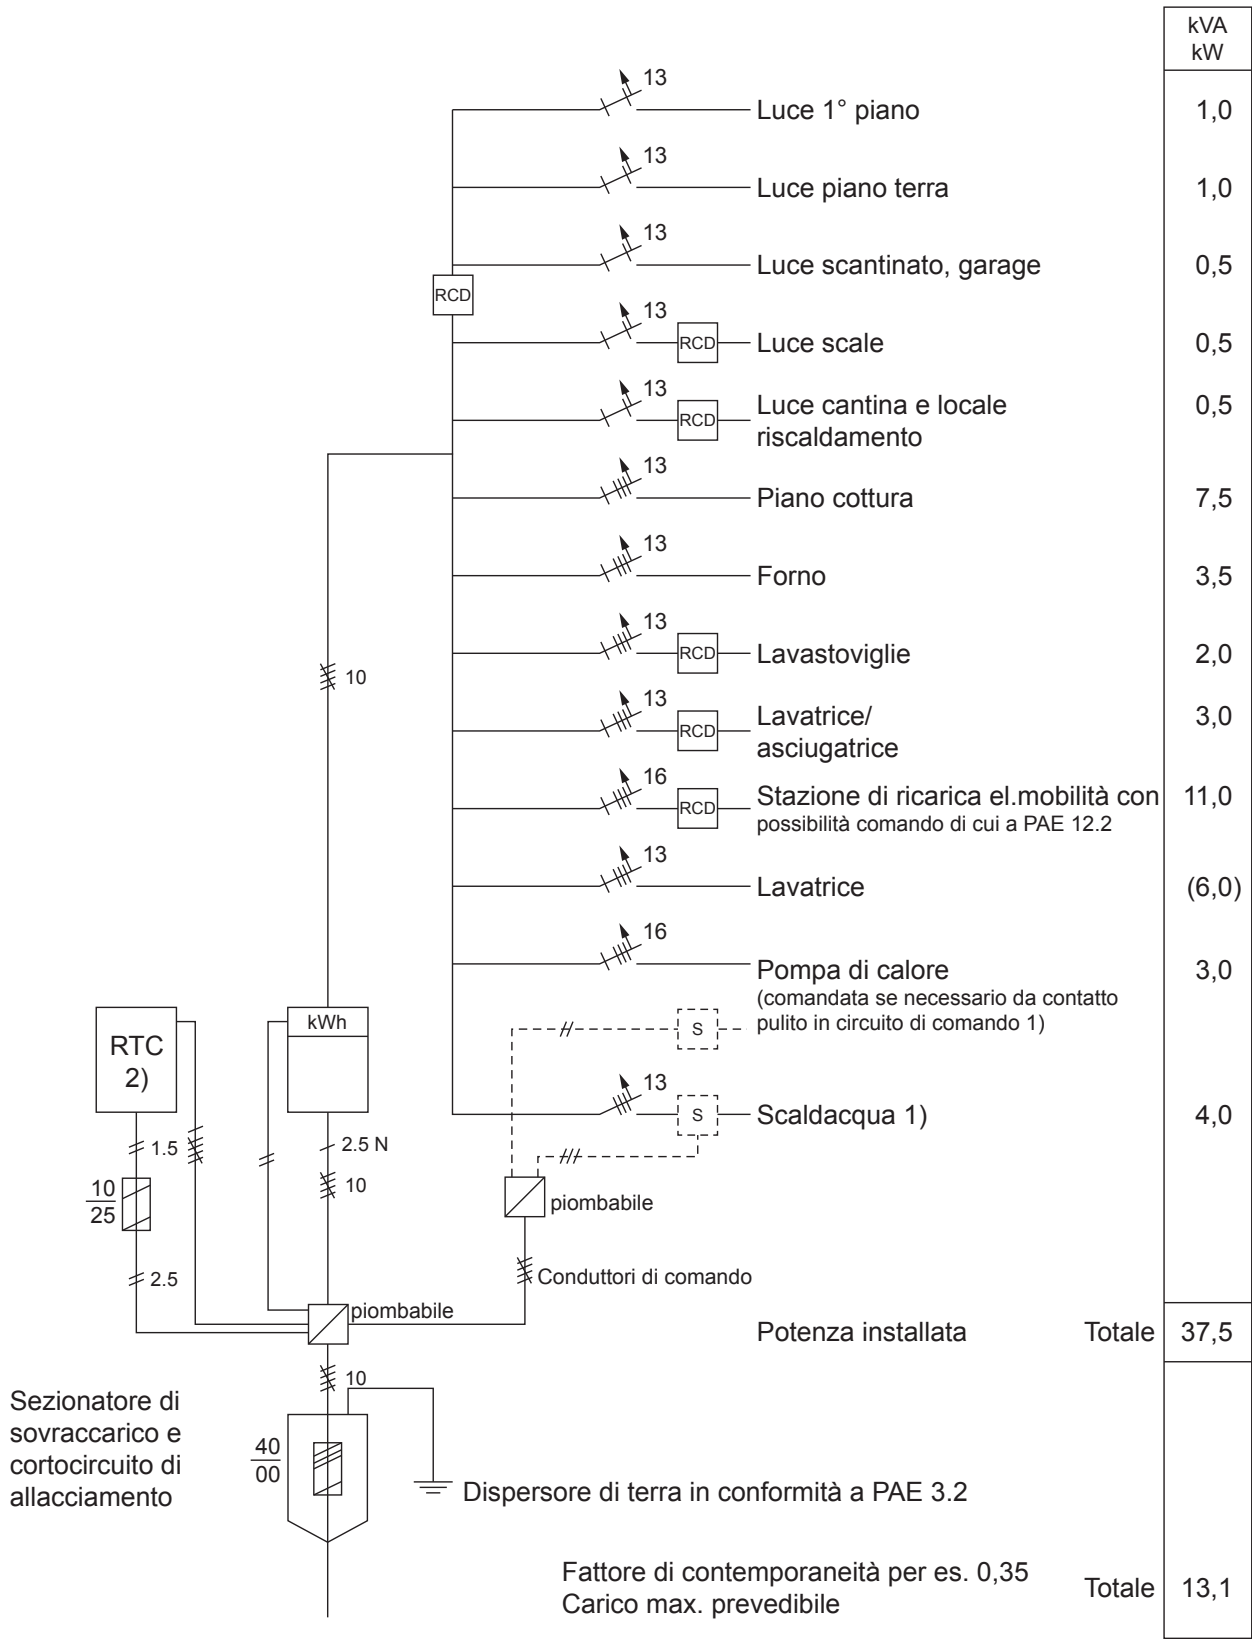 kVA
kW
13
Luce 1° piano
1,0
13
Luce piano terra
1,0
13
Luce scantinato, garage
0,5
RCD
13
RCD
Luce scale
0,5
13
RCD
Luce cantina e locale
riscaldamento
0,5
13
Piano cottura
7,5
13
Forno
3,5
13
RCD
Lavastoviglie
2,0
10
13
RCD
Lavatrice/
asciugatrice
3,0
16
RCD
Stazione di ricarica el.mobilità con
possibilità comando di cui a PAE 12.2
11,0
13
Lavatrice
(6,0)
16
Pompa di calore
(comandata se necessario da contatto
pulito in circuito di comando 1)
3,0
S
RTC
2)
kWh
13
S
Scaldacqua 1)
4,0
1.5
2.5 N
10
25
10
piombabile
2.5
Conduttori di comando
piombabile
Potenza installata
Totale
37,5
10
Sezionatore di
sovraccarico e
cortocircuito di
allacciamento
40
00
Dispersore di terra in conformità a PAE 3.2
Fattore di contemporaneità per es. 0,35
Carico max. prevedibile
Totale
13,1